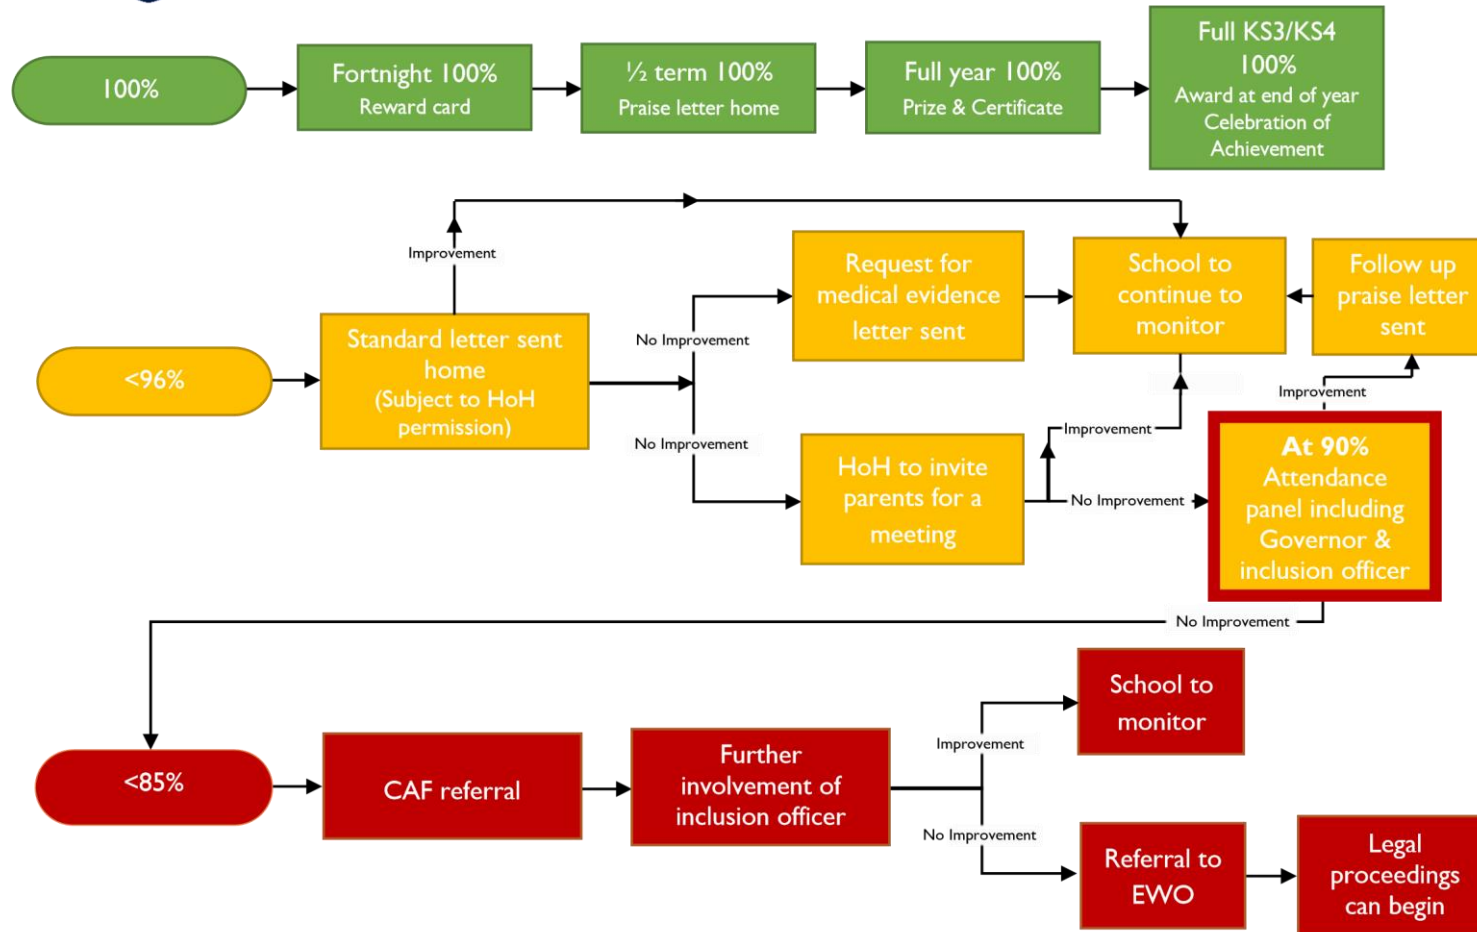 100%
Fortnight 100%
Reward card
½ term 100%
Praise letter home
Full year 100%
Prize & Certificate
Full KS3/KS4
100%
Award at end of year
Celebration of
Achievement
Improvement
<96%
Standard letter sent
home
(Subject to HoH
permission)
No Improvement
No Improvement
Request for
medical evidence
letter sent
HoH to invite
parents for a
meeting
School to
continue to
monitor
Improvement
No Improvement
Follow up
praise letter
sent
Improvement
At 90%
Attendance
panel including
Governor &
inclusion officer
No Improvement
<85%
CAF referral
Further
involvement of
inclusion officer
Improvement
No Improvement
School to
monitor
Referral to
EWO
Legal
proceedings
can begin